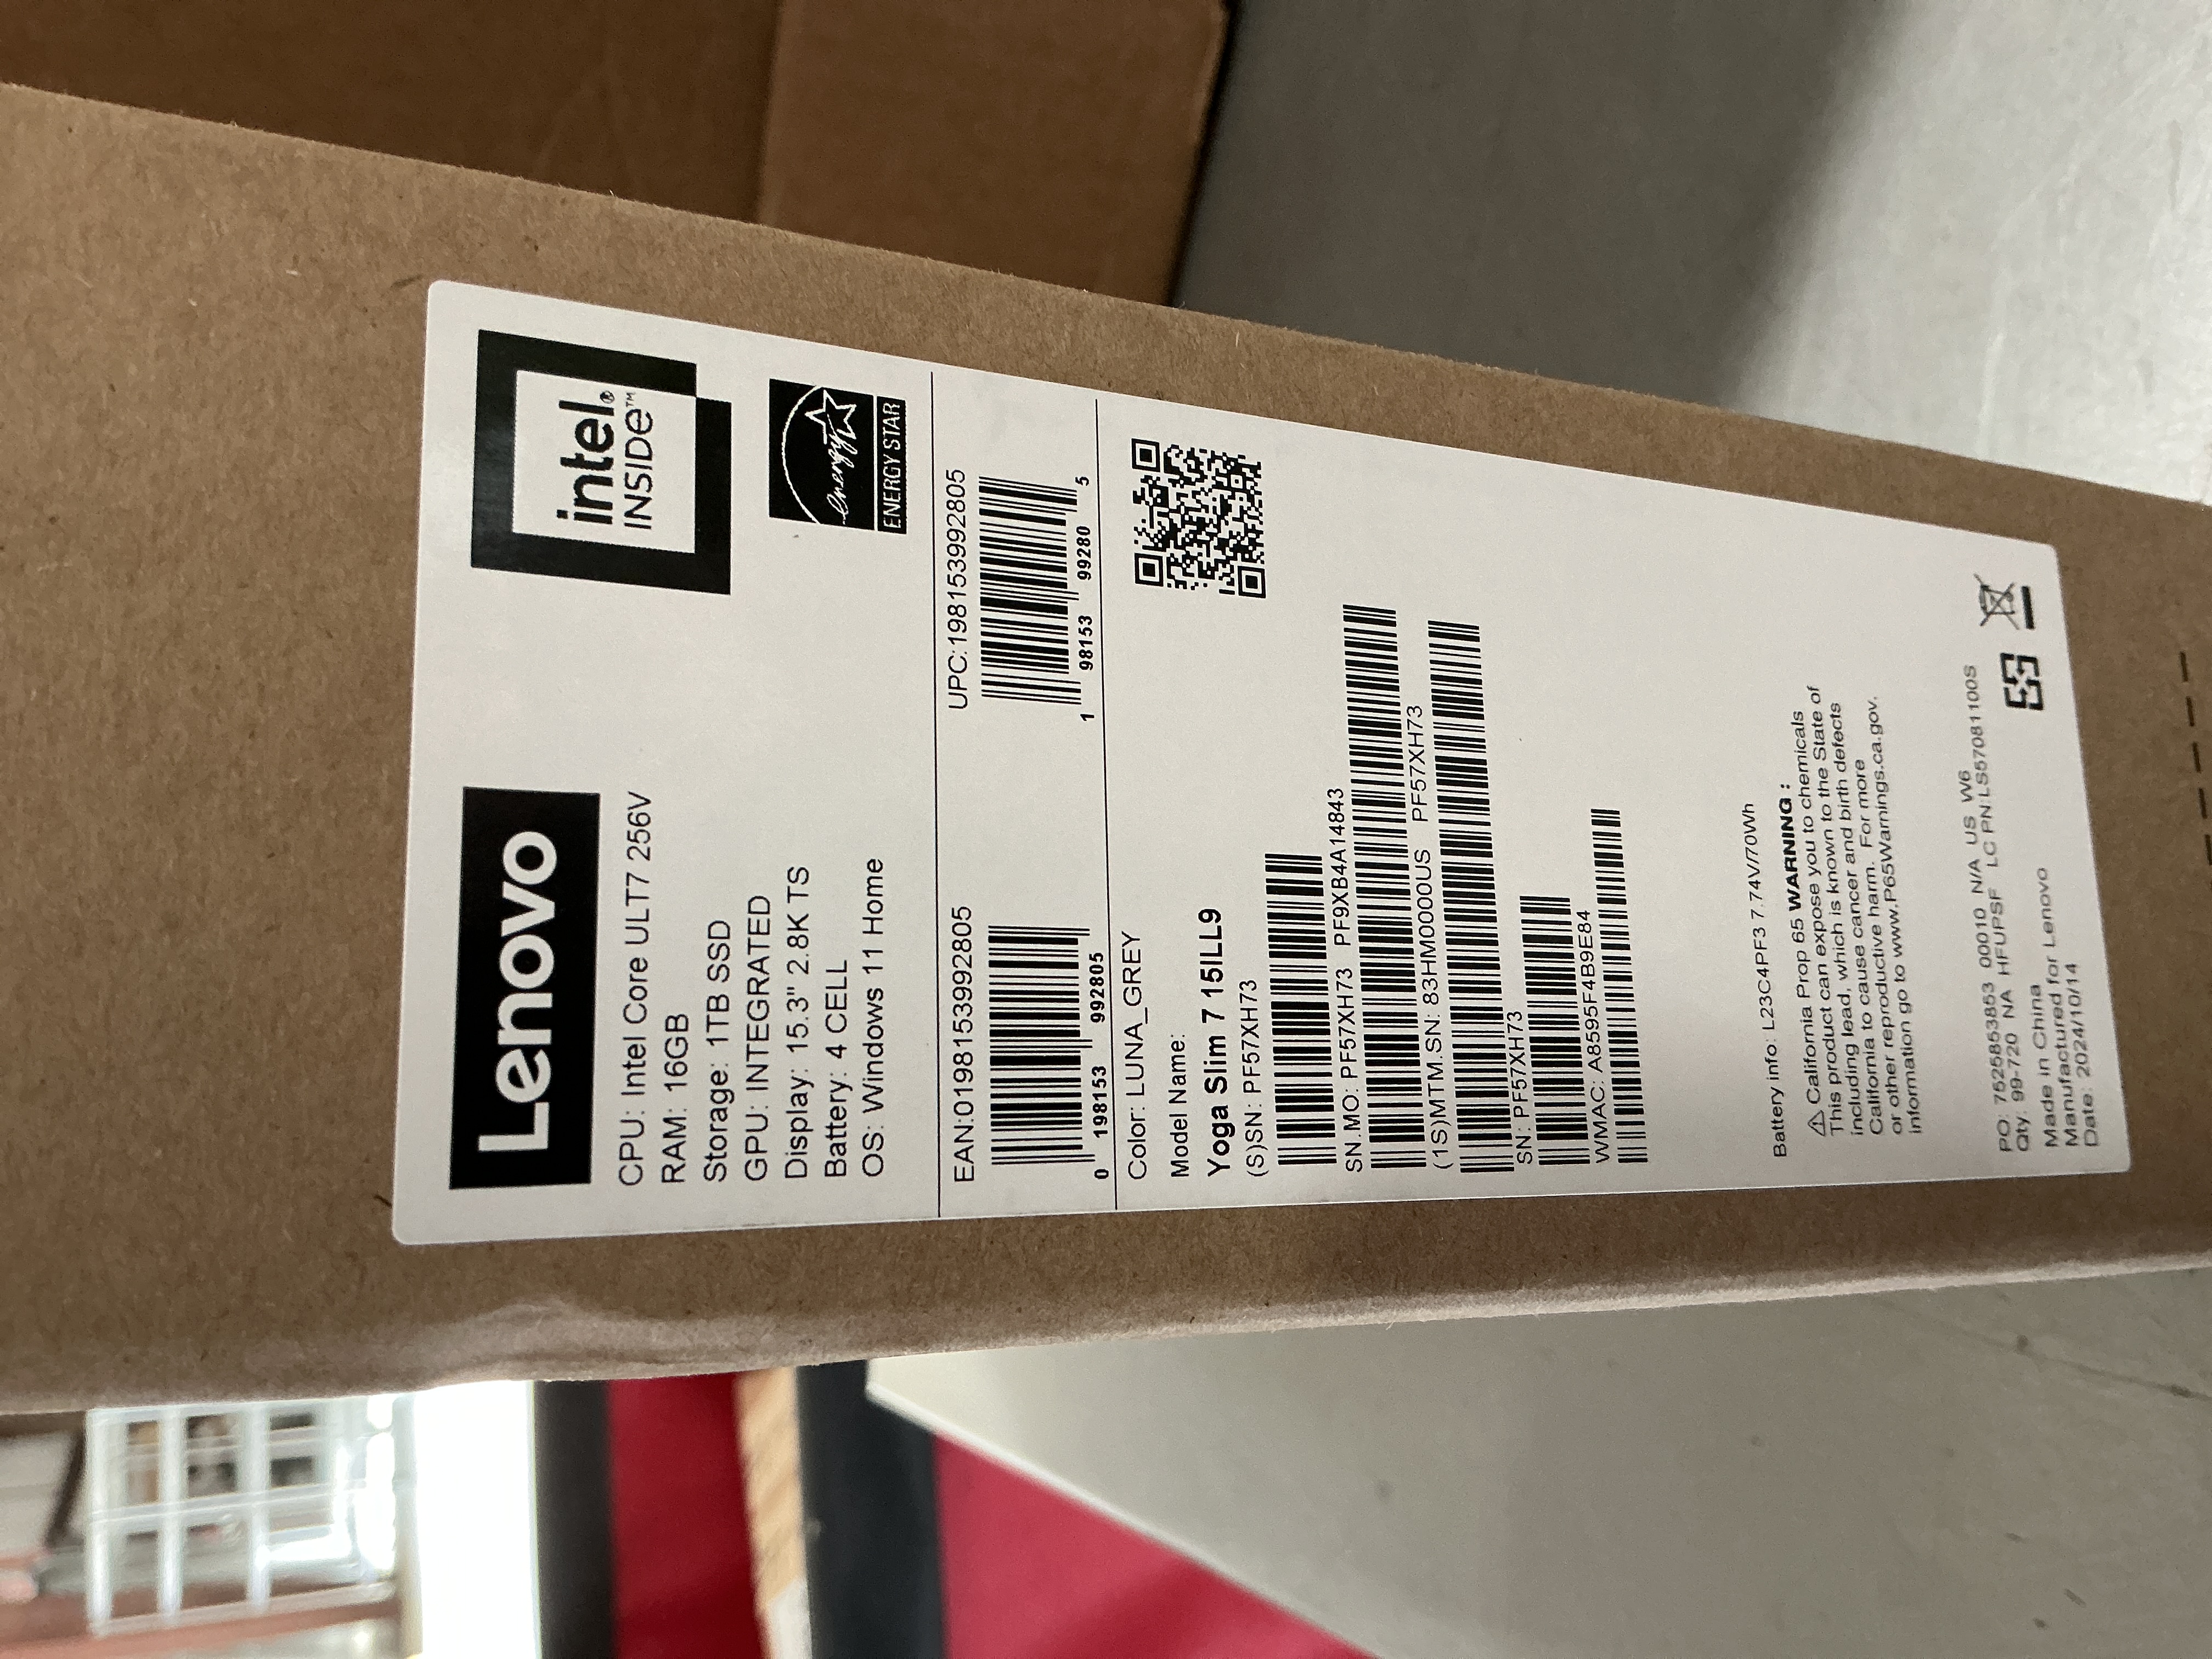 Lenovo
intel®
INSIDE™
CPU: Intel Core ULT7 256V
RAM: 16GB
Storage: 1TB SSD
GPU: INTEGRATED
Display: 15.3" 2.8K TS
Battery: 4 CELL
OS: Windows 11 Home
energy
ENERGY STAR
EAN:0198153992805
0 198153 992805
UPC:198153992805
1 98153 99280 5
Color: LUNA_GREY
Model Name:
Yoga Slim 7 15ILL9
(S)SN: PF57XH73
SN.MO: PF57XH73 PF9XB4A14843
(1S)MTM.SN: 83HM0000US PF57XH73
SN: PF57XH73
WMAC: A8595F4B9E84
Battery info: L23C4PF3 7.74V/70Wh
⚠ California Prop 65 WARNING :
This product can expose you to chemicals
including lead, which is known to the State of
California to cause cancer and birth defects
or other reproductive harm. For more
information go to www.P65Warnings.ca.gov.
PO: 7525853853 00010 N/A US W6
Qty: 99-720 NA HFUPSF LC PN:LS57081100S
Made in China
Manufactured for Lenovo
Date: 2024/10/14